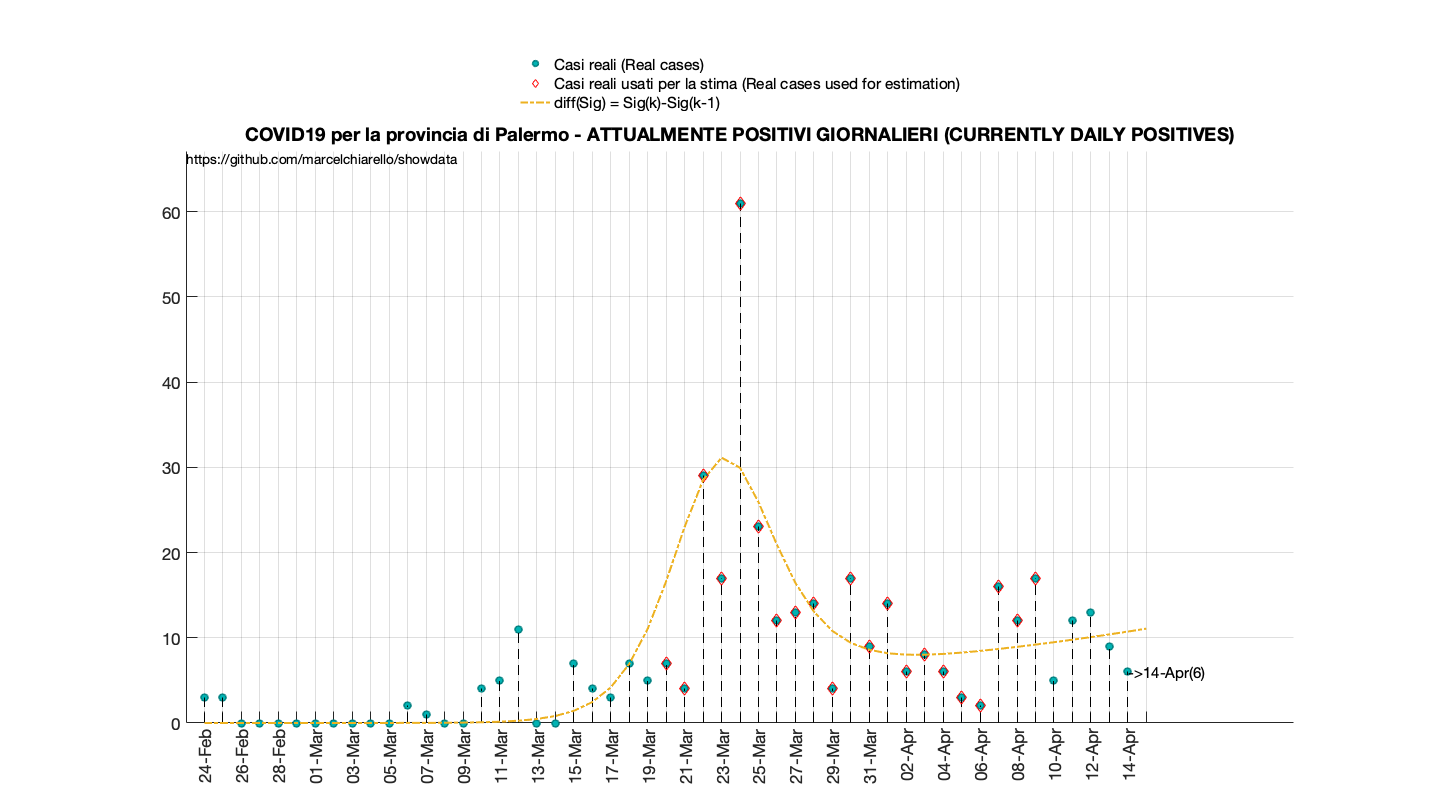 Casi reali (Real cases)
Casi reali usati per la stima (Real cases used for estimation)
diff(Sig) = Sig(k)-Sig(k-1)
COVID19 per la provincia di Palermo - ATTUALMENTE POSITIVI GIORNALIERI (CURRENTLY DAILY POSITIVES)
https://github.com/marcelchiarello/showdata
60
50
40
30
20
10
0
->14-Apr(6)
24-Feb
26-Feb
28-Feb
01-Mar
03-Mar
05-Mar
07-Mar
09-Mar
11-Mar
13-Mar
15-Mar
17-Mar
19-Mar
21-Mar
23-Mar
25-Mar
27-Mar
29-Mar
31-Mar
02-Apr
04-Apr
06-Apr
08-Apr
10-Apr
12-Apr
14-Apr